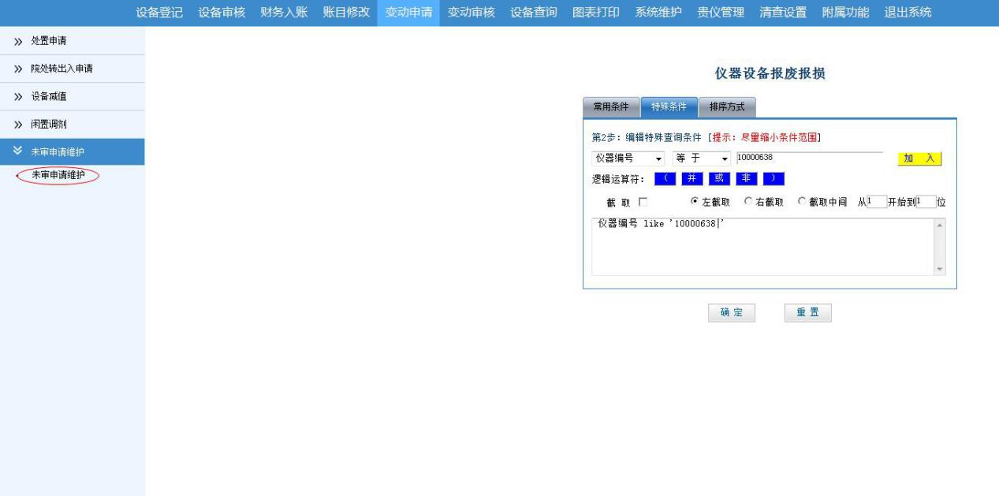 设备登记 设备审核 财务入账 账目修改 变动申请 变动审核 设备查询 图表打印 系统维护 贵仪管理 清查设置 附属功能 退出系统
处置申请
院处转出入申请
设备减值
闲置调剂
未审申请维护
未审申请维护
仪器设备报废报损
常用条件 特殊条件 排序方式
第2步：编辑特殊查询条件 [提示：尽量缩小条件范围]
仪器编号 等 于 10000638 加 入
逻辑运算符： （ 并 或 非 ）
截 取 左截取 右截取 截取中间 从1开始到1位
仪器编号 like '10000638|'
确 定 重 置